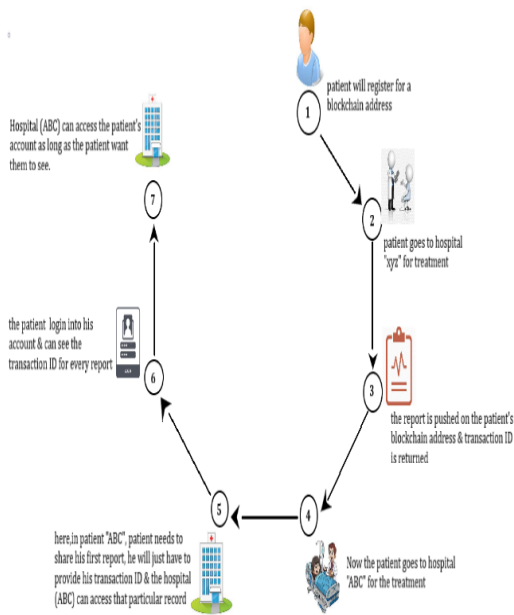 patient will register for a
blockchain address
1
2
patient goes to hospital
"xyz" for treatment
3
the report is pushed on the patient's
blockchain address & transaction ID
is returned
4
Now the patient goes to hospital
"ABC" for the treatment
5
here,in patient "ABC", patient needs to
share his first report, he will just have to
provide his transaction ID & the hospital
(ABC) can access that particular record
6
the patient login into his
account & can see the
transaction ID for every report
7
Hospital (ABC) can access the patient's
account as long as the patient want
them to see.